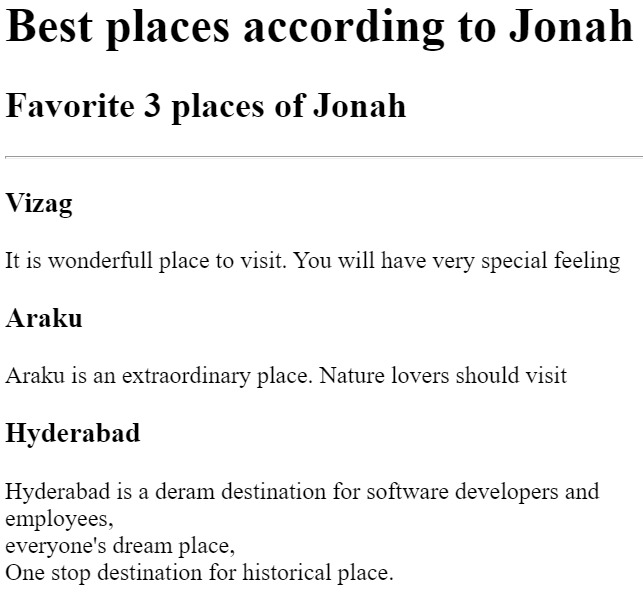 Best places according to Jonah
Favorite 3 places of Jonah
Vizag
It is wonderfull place to visit. You will have very special feeling
Araku
Araku is an extraordinary place. Nature lovers should visit
Hyderabad
Hyderabad is a deram destination for software developers and
employees,
everyone's dream place,
One stop destination for historical place.